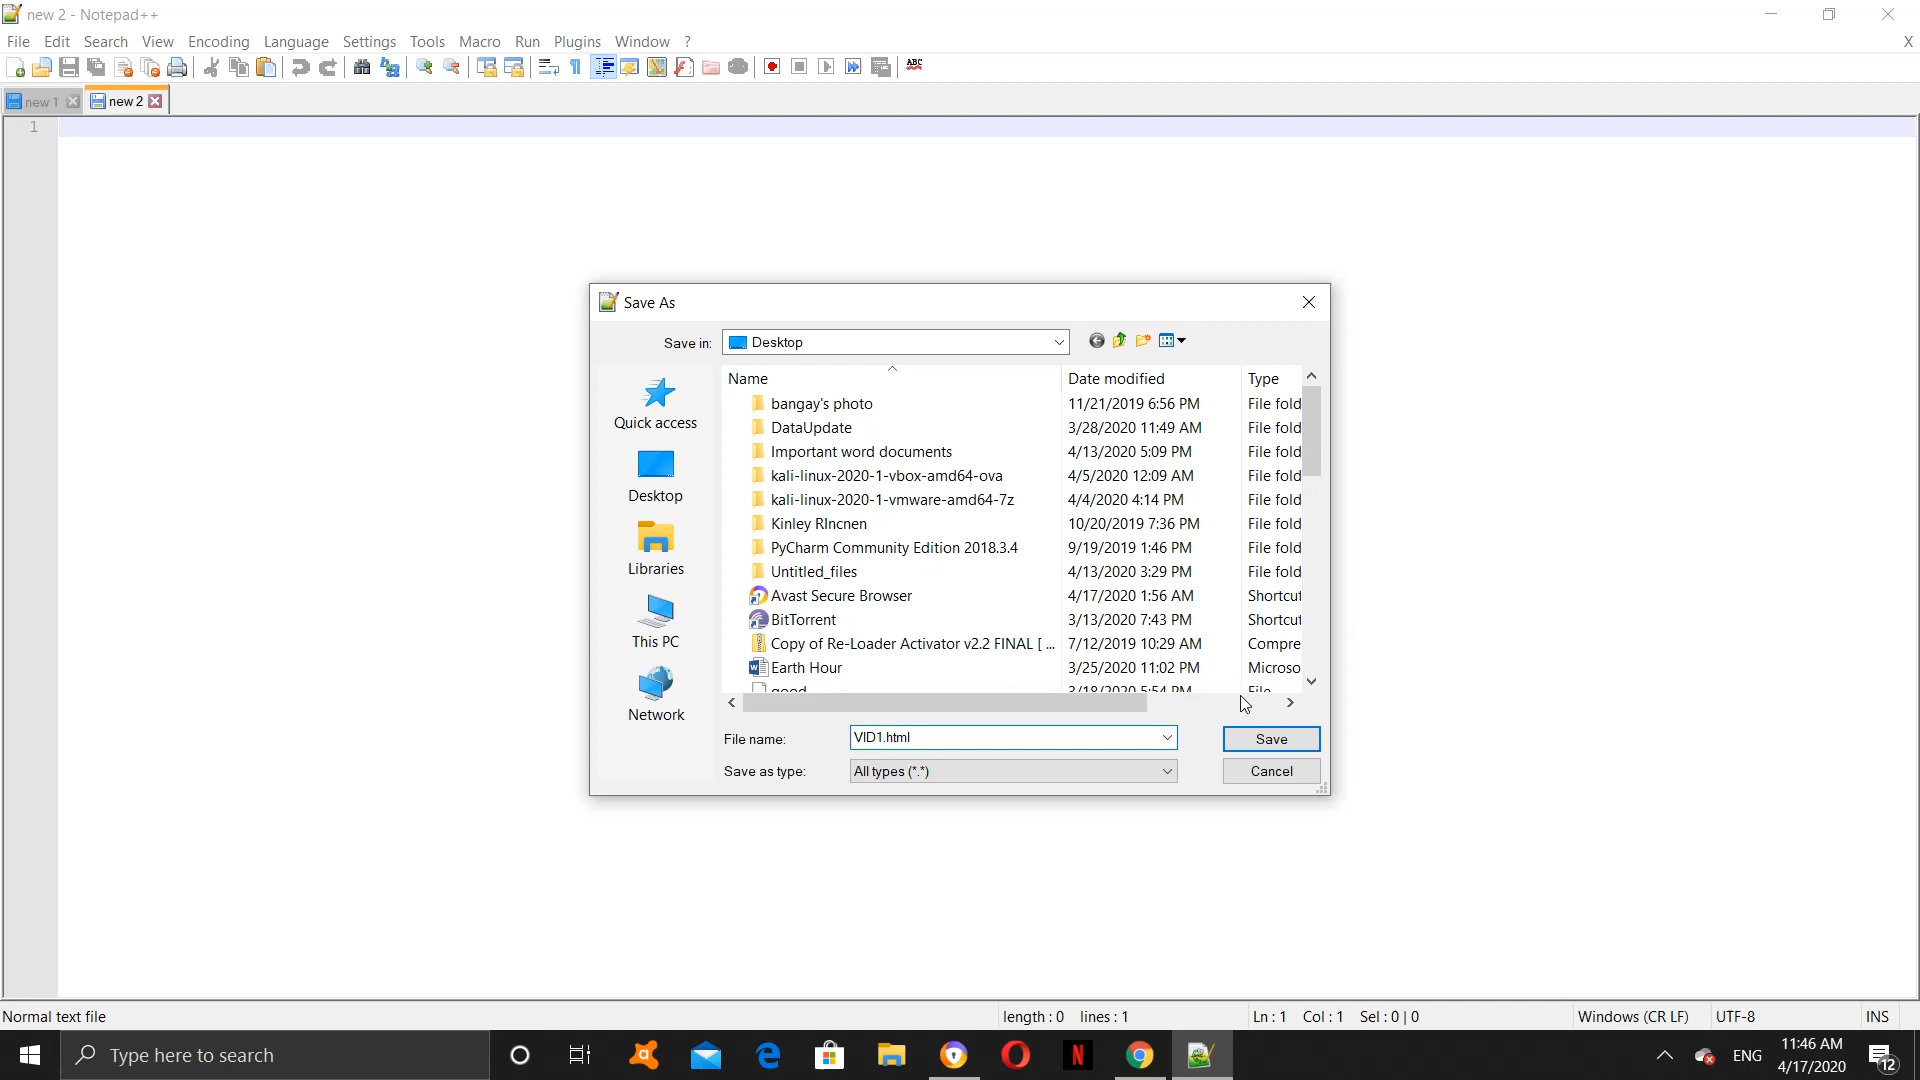 new 2 - Notepad++
File Edit Search View Encoding Language Settings Tools Macro Run Plugins Window ? X
ABC
new 1 new 2
1
Save As
Save in: Desktop
Name Date modified Type
bangay's photo 11/21/2019 6:56 PM File fold
DataUpdate 3/28/2020 11:49 AM File fold
Important word documents 4/13/2020 5:09 PM File fold
kali-linux-2020-1-vbox-amd64-ova 4/5/2020 12:09 AM File fold
kali-linux-2020-1-vmware-amd64-7z 4/4/2020 4:14 PM File fold
Kinley RIncnen 10/20/2019 7:36 PM File fold
PyCharm Community Edition 2018.3.4 9/19/2019 1:46 PM File fold
Untitled_files 4/13/2020 3:29 PM File fold
Avast Secure Browser 4/17/2020 1:56 AM Shortcut
BitTorrent 3/13/2020 7:43 PM Shortcut
Copy of Re-Loader Activator v2.2 FINAL [ ... 7/12/2019 10:29 AM Compre
Earth Hour 3/25/2020 11:02 PM Microso
good 3/18/2020 5:54 PM File
Quick access
Desktop
Libraries
This PC
Network
File name: VID1.html Save
Save as type: All types (*.*) Cancel
Normal text file length : 0 lines : 1 Ln : 1 Col : 1 Sel : 0 | 0 Windows (CR LF) UTF-8 INS
Type here to search
ENG
11:46 AM
4/17/2020
12